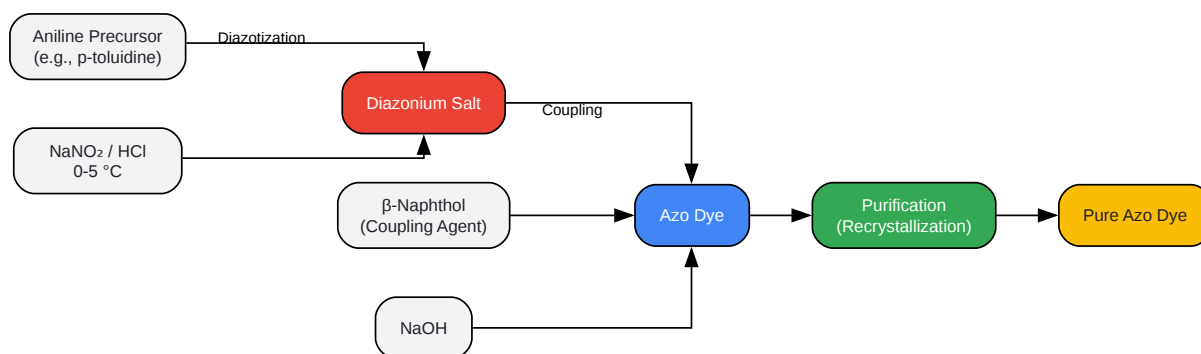 Aniline Precursor
(e.g., p-toluidine)
Diazotization
Diazonium Salt
Coupling
NaNO₂ / HCl
0-5 °C
β-Naphthol
(Coupling Agent)
Azo Dye
Purification
(Recrystallization)
Pure Azo Dye
NaOH